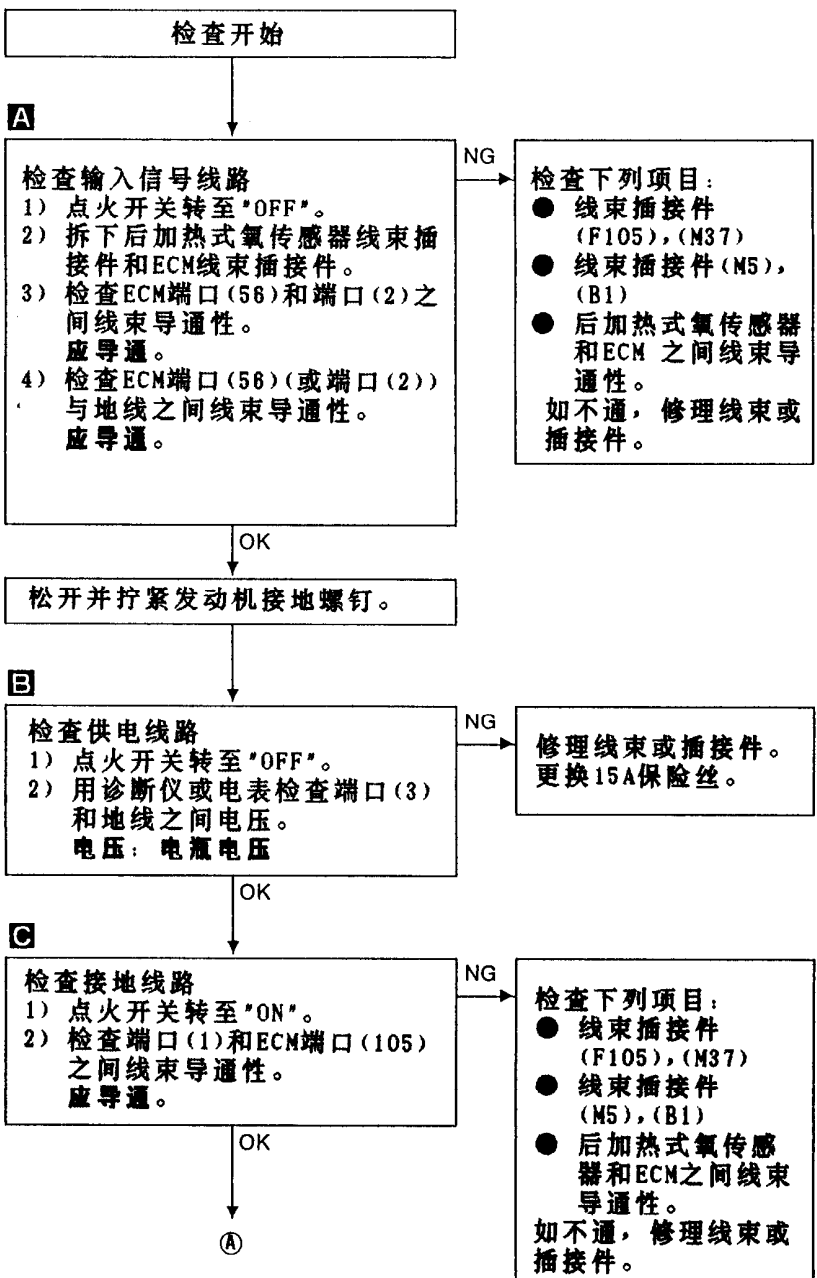 检查开始
A
检查输入信号线路
1) 点火开关转至"OFF"。
2) 拆下后加热式氧传感器线束插
接件和ECM线束插接件。
3) 检查ECM端口(56)和端口(2)之
间线束导通性。
应导通。
4) 检查ECM端口(56)(或端口(2))
与地线之间线束导通性。
应导通。
NG
检查下列项目:
● 线束插接件
(F105),(M37)
● 线束插接件(M5),
(B1)
● 后加热式氧传感器
和ECM 之间线束导
通性。
如不通,修理线束或
插接件。
OK
松开并拧紧发动机接地螺钉。
B
检查供电线路
1) 点火开关转至"OFF"。
2) 用诊断仪或电表检查端口(3)
和地线之间电压。
电压: 电瓶电压
NG
修理线束或插接件。
更换15A保险丝。
OK
C
检查接地线路
1) 点火开关转至"ON"。
2) 检查端口(1)和ECM端口(105)
之间线束导通性。
应导通。
NG
检查下列项目:
● 线束插接件
(F105),(M37)
● 线束插接件
(M5),(B1)
● 后加热式氧传感
器和ECM之间线束
导通性。
如不通,修理线束或
插接件。
OK
Ⓐ